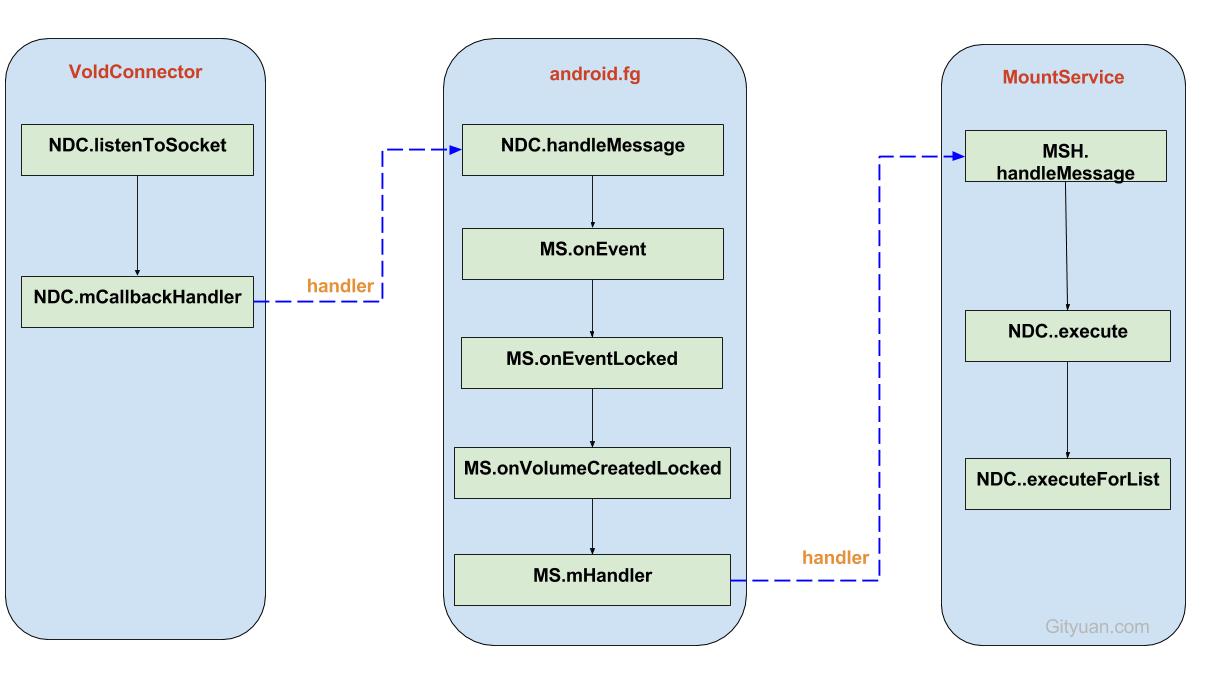 VoldConnector
NDC.listenToSocket
NDC.mCallbackHandler
handler
android.fg
NDC.handleMessage
MS.onEvent
MS.onEventLocked
MS.onVolumeCreatedLocked
MS.mHandler
handler
MountService
MSH.
handleMessage
NDC..execute
NDC..executeForList
Gityuan.com